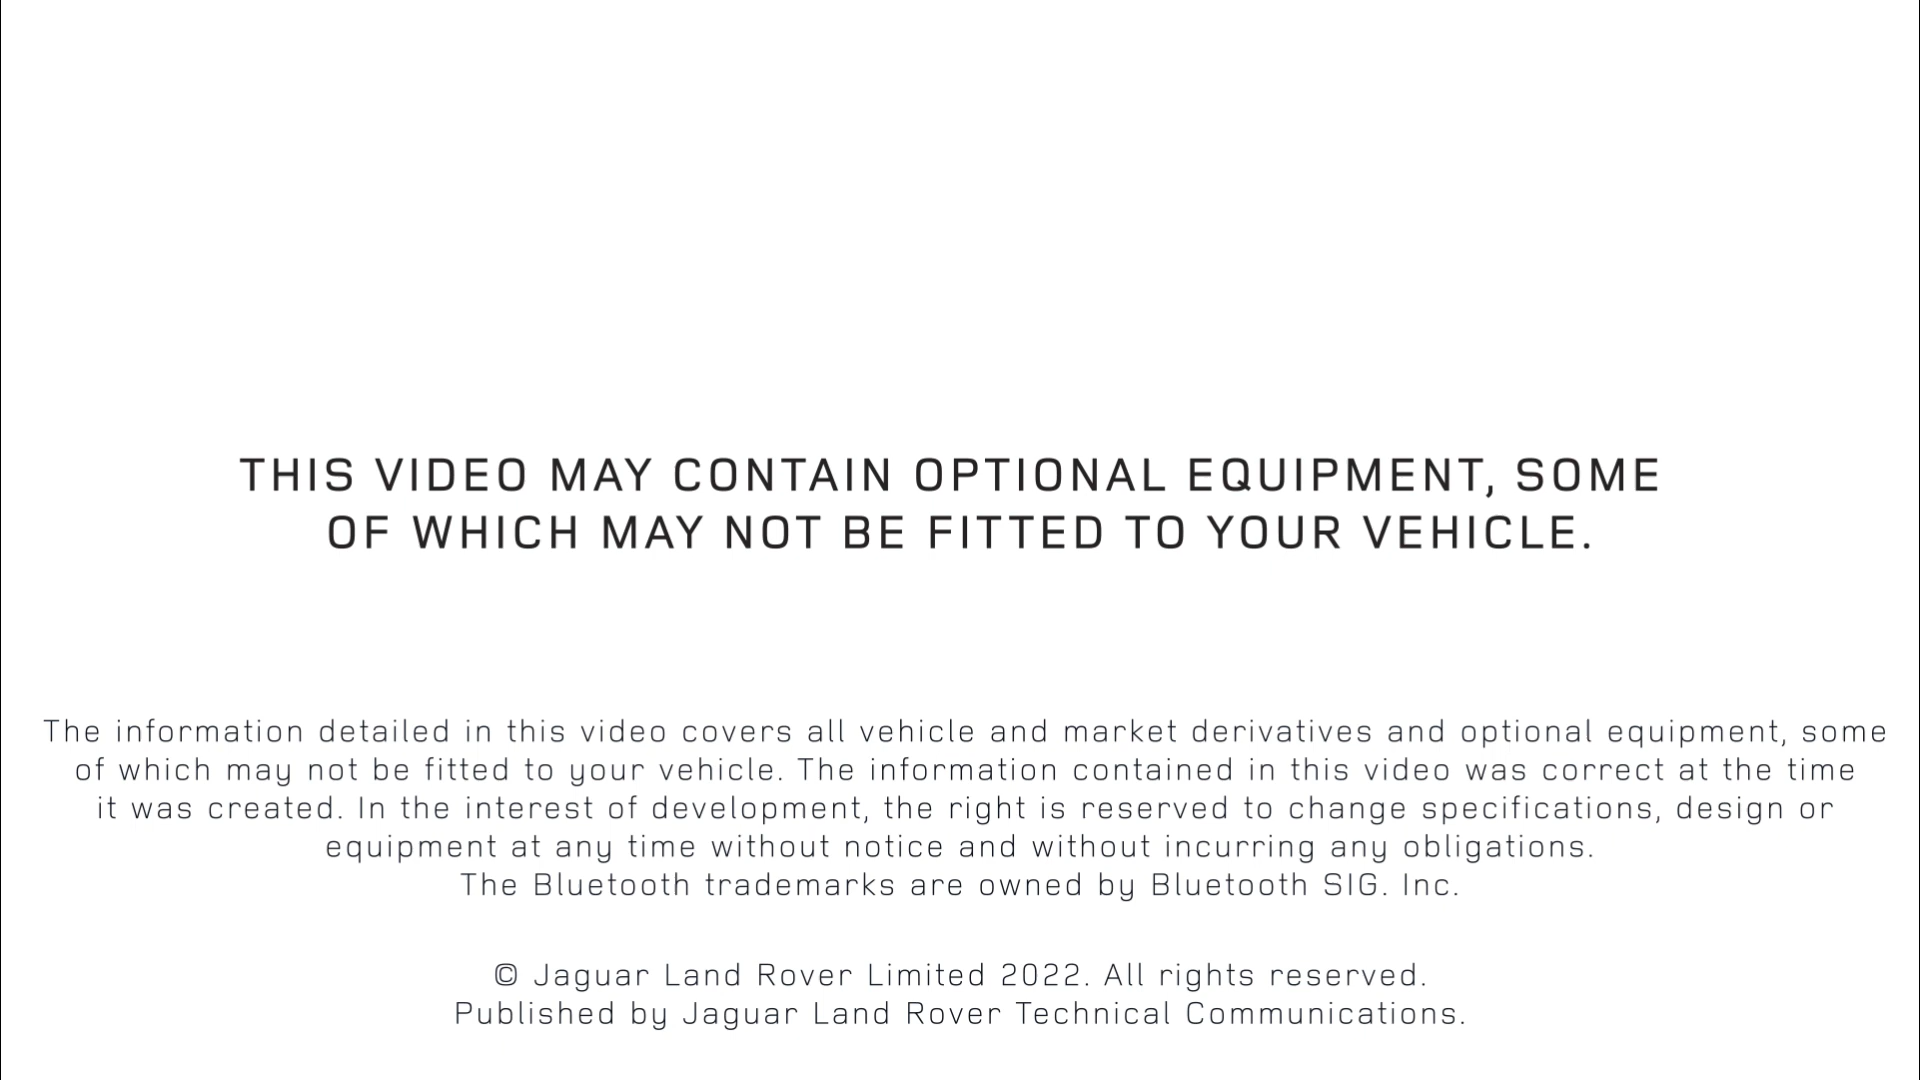 THIS VIDEO MAY CONTAIN OPTIONAL EQUIPMENT, SOME
OF WHICH MAY NOT BE FITTED TO YOUR VEHICLE.
The information detailed in this video covers all vehicle and market derivatives and optional equipment, some
of which may not be fitted to your vehicle. The information contained in this video was correct at the time
it was created. In the interest of development, the right is reserved to change specifications, design or
equipment at any time without notice and without incurring any obligations.
The Bluetooth trademarks are owned by Bluetooth SIG. Inc.
© Jaguar Land Rover Limited 2022. All rights reserved.
Published by Jaguar Land Rover Technical Communications.